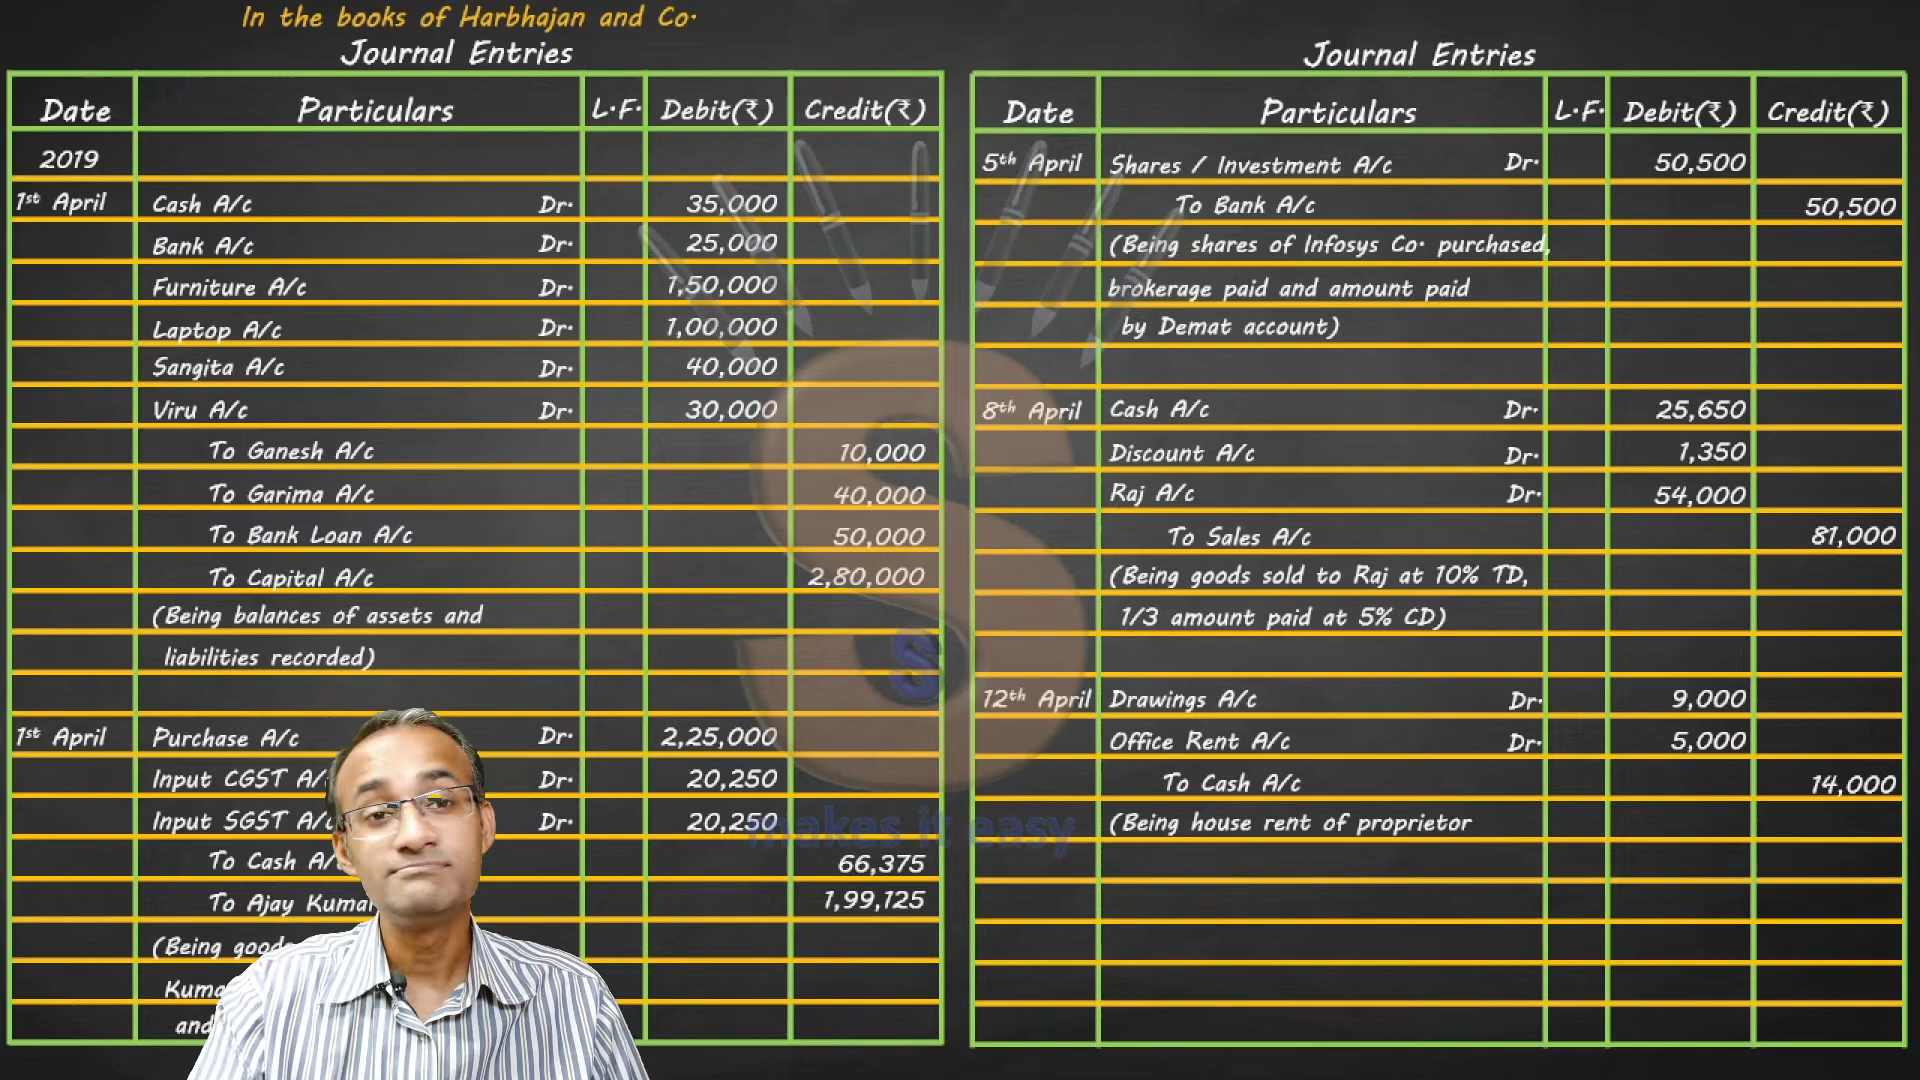 In the books of Harbhajan and Co.
Journal Entries
Date Particulars L.F. Debit(₹) Credit(₹)
2019
1st April Cash A/c Dr. 35,000
Bank A/c Dr. 25,000
Furniture A/c Dr. 1,50,000
Laptop A/c Dr. 1,00,000
Sangita A/c Dr. 40,000
Viru A/c Dr. 30,000
To Ganesh A/c 10,000
To Garima A/c 40,000
To Bank Loan A/c 50,000
To Capital A/c 2,80,000
(Being balances of assets and
liabilities recorded)
1st April Purchase A/c Dr. 2,25,000
Input CGST A/ Dr. 20,250
Input SGST A/c Dr. 20,250
To Cash A/ 66,375
To Ajay Kumar 1,99,125
(Being goods
Kuma
and
Journal Entries
Date Particulars L.F. Debit(₹) Credit(₹)
5th April Shares / Investment A/c Dr. 50,500
To Bank A/c 50,500
(Being shares of Infosys Co. purchased,
brokerage paid and amount paid
by Demat account)
8th April Cash A/c Dr. 25,650
Discount A/c Dr. 1,350
Raj A/c Dr. 54,000
To Sales A/c 81,000
(Being goods sold to Raj at 10% TD,
1/3 amount paid at 5% CD)
12th April Drawings A/c Dr. 9,000
Office Rent A/c Dr. 5,000
To Cash A/c 14,000
(Being house rent of proprietor
S
S
makes it easy